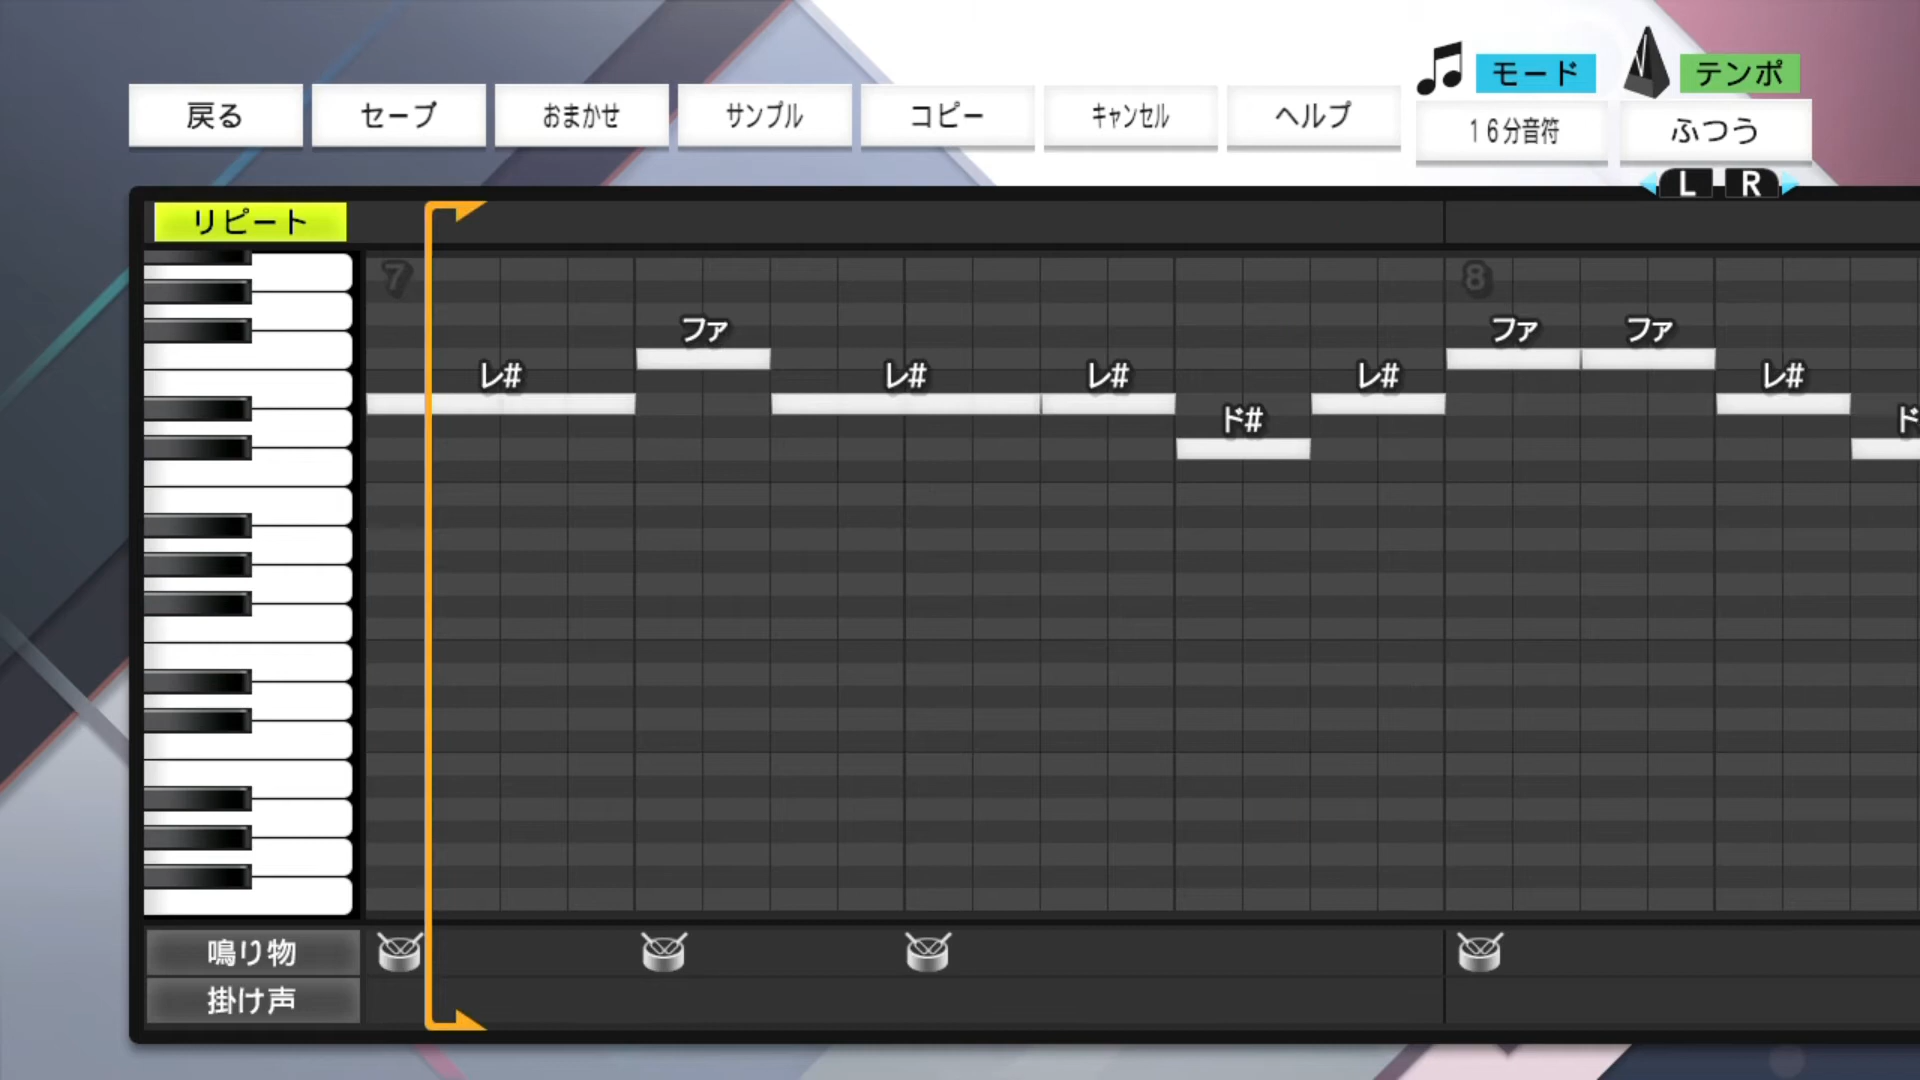 モード テンポ
戻る セーブ おまかせ サンプル コピー キャンセル ヘルプ 16分音符 ふつう
L R
リピート
7 8
ファ ファ ファ
レ# レ# レ# レ# レ#
ド# ド
鳴り物
掛け声